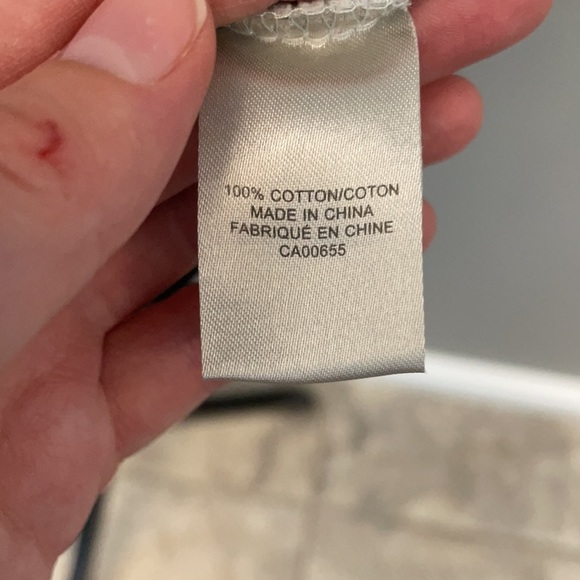 100% COTTON/COTON
MADE IN CHINA
FABRIQUÉ EN CHINE
CA00655